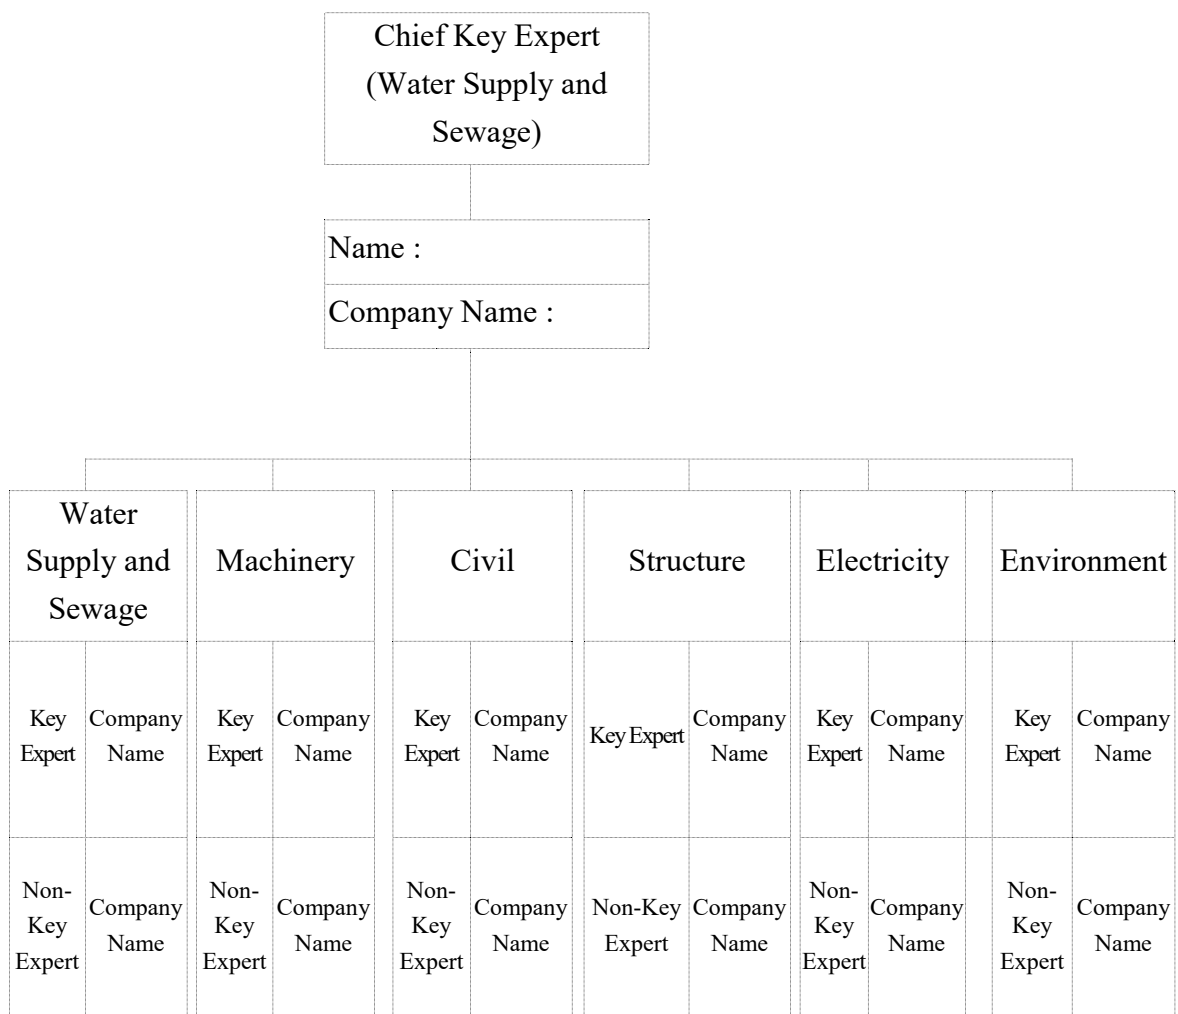 Chief Key Expert
(Water Supply and
Sewage)
Name :
Company Name :
Water
Supply and
Sewage
Machinery
Civil
Structure
Electricity
Environment
Key
Expert
Company
Name
Key
Expert
Company
Name
Key
Expert
Company
Name
Key Expert
Company
Name
Key
Expert
Company
Name
Key
Expert
Company
Name
Non-
Key
Expert
Company
Name
Non-
Key
Expert
Company
Name
Non-
Key
Expert
Company
Name
Non-Key
Expert
Company
Name
Non-
Key
Expert
Company
Name
Non-
Key
Expert
Company
Name